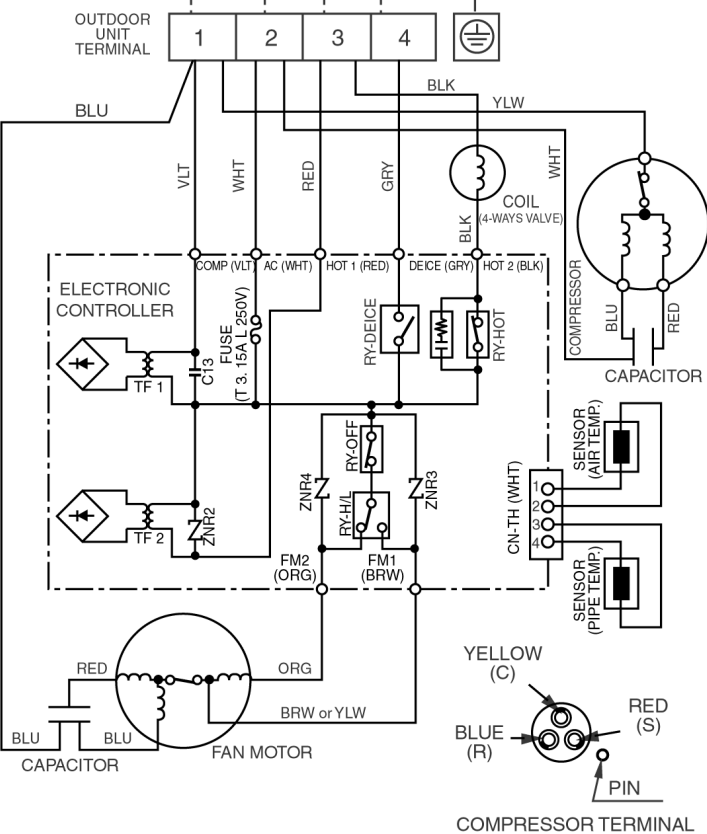 OUTDOOR
UNIT
TERMINAL
1
2
3
4
BLK
YLW
BLU
VLT
WHT
RED
GRY
WHT
COIL
(4-WAYS VALVE)
BLK
COMP (VLT)
AC (WHT)
HOT 1 (RED)
DEICE (GRY)
HOT 2 (BLK)
ELECTRONIC
CONTROLLER
FUSE
(T 3. 15A L 250V)
RY-DEICE
RY-HOT
COMPRESSOR
BLU
RED
CAPACITOR
TF 1
C13
RY-OFF
ZNR4
RY-H/L
ZNR3
SENSOR
(AIR TEMP.)
CN-TH (WHT)
1
2
3
4
TF 2
ZNR2
FM2
(ORG)
FM1
(BRW)
SENSOR
(PIPE TEMP.)
RED
ORG
BRW or YLW
BLU
BLU
CAPACITOR
FAN MOTOR
YELLOW
(C)
RED
(S)
BLUE
(R)
PIN
COMPRESSOR TERMINAL